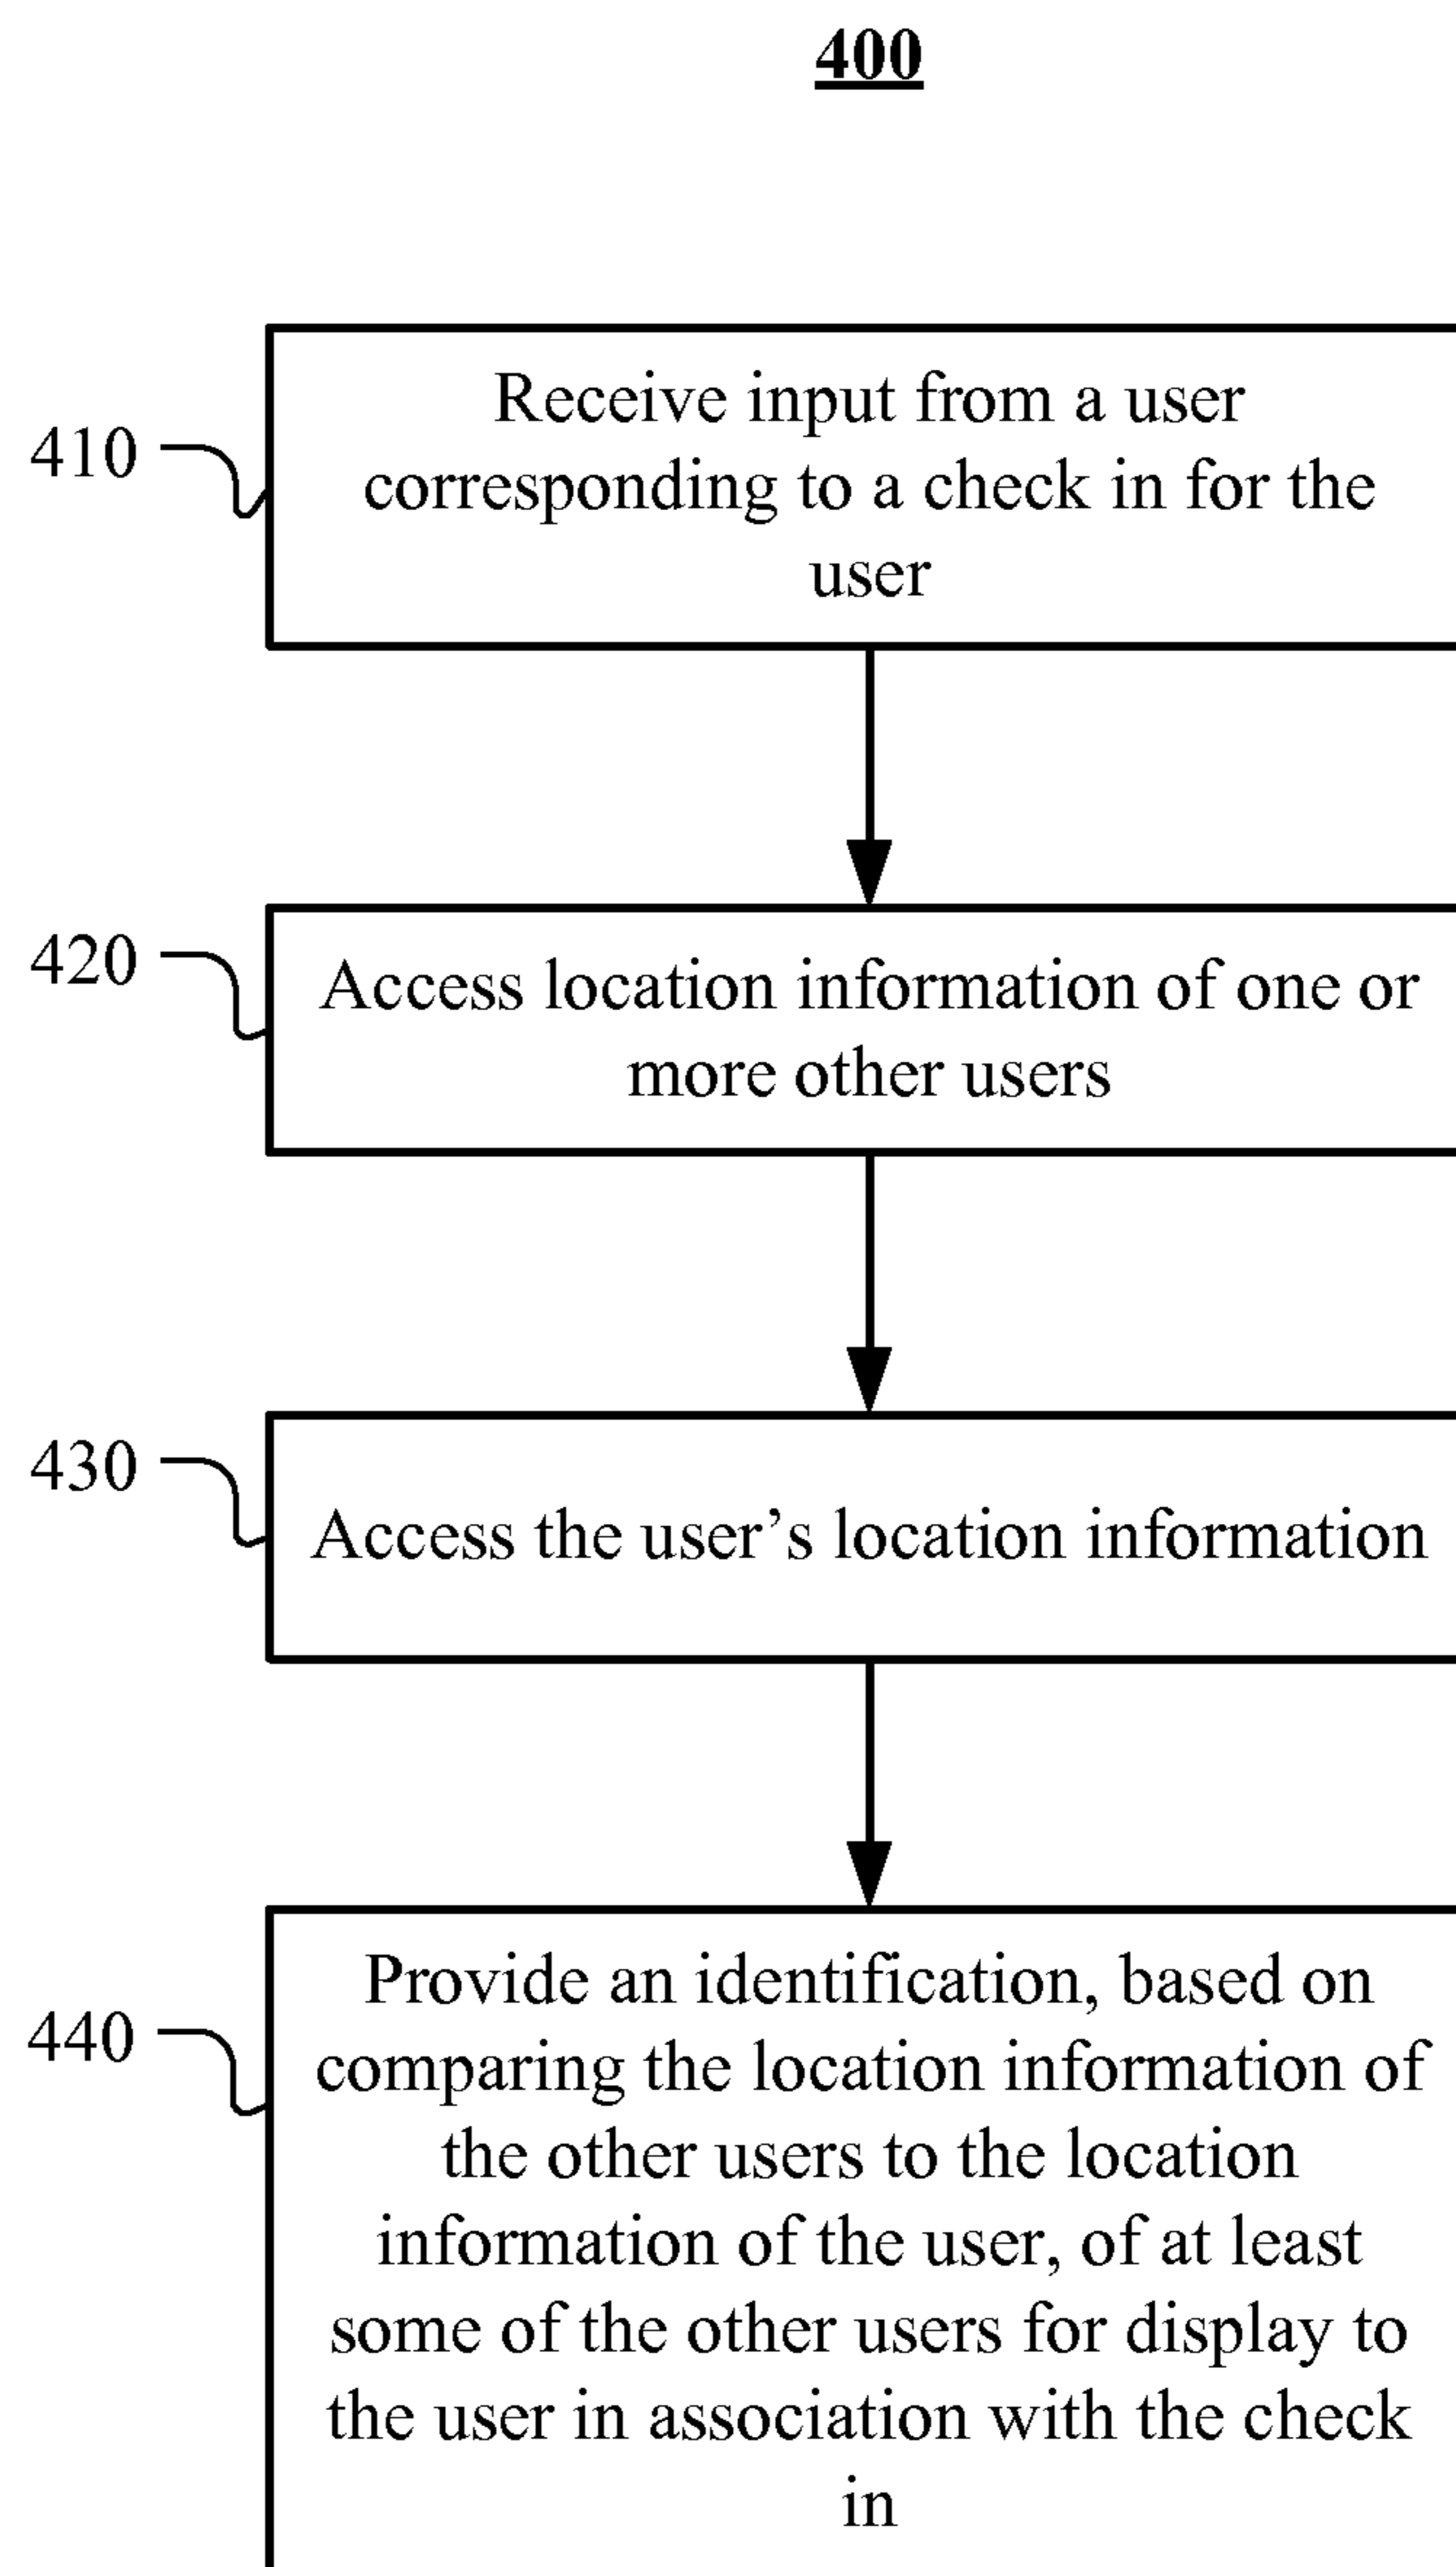 400
410
Receive input from a user
corresponding to a check in for the
user
420
Access location information of one or
more other users
430
Access the user’s location information
440
Provide an identification, based on
comparing the location information of
the other users to the location
information of the user, of at least
some of the other users for display to
the user in association with the check
in